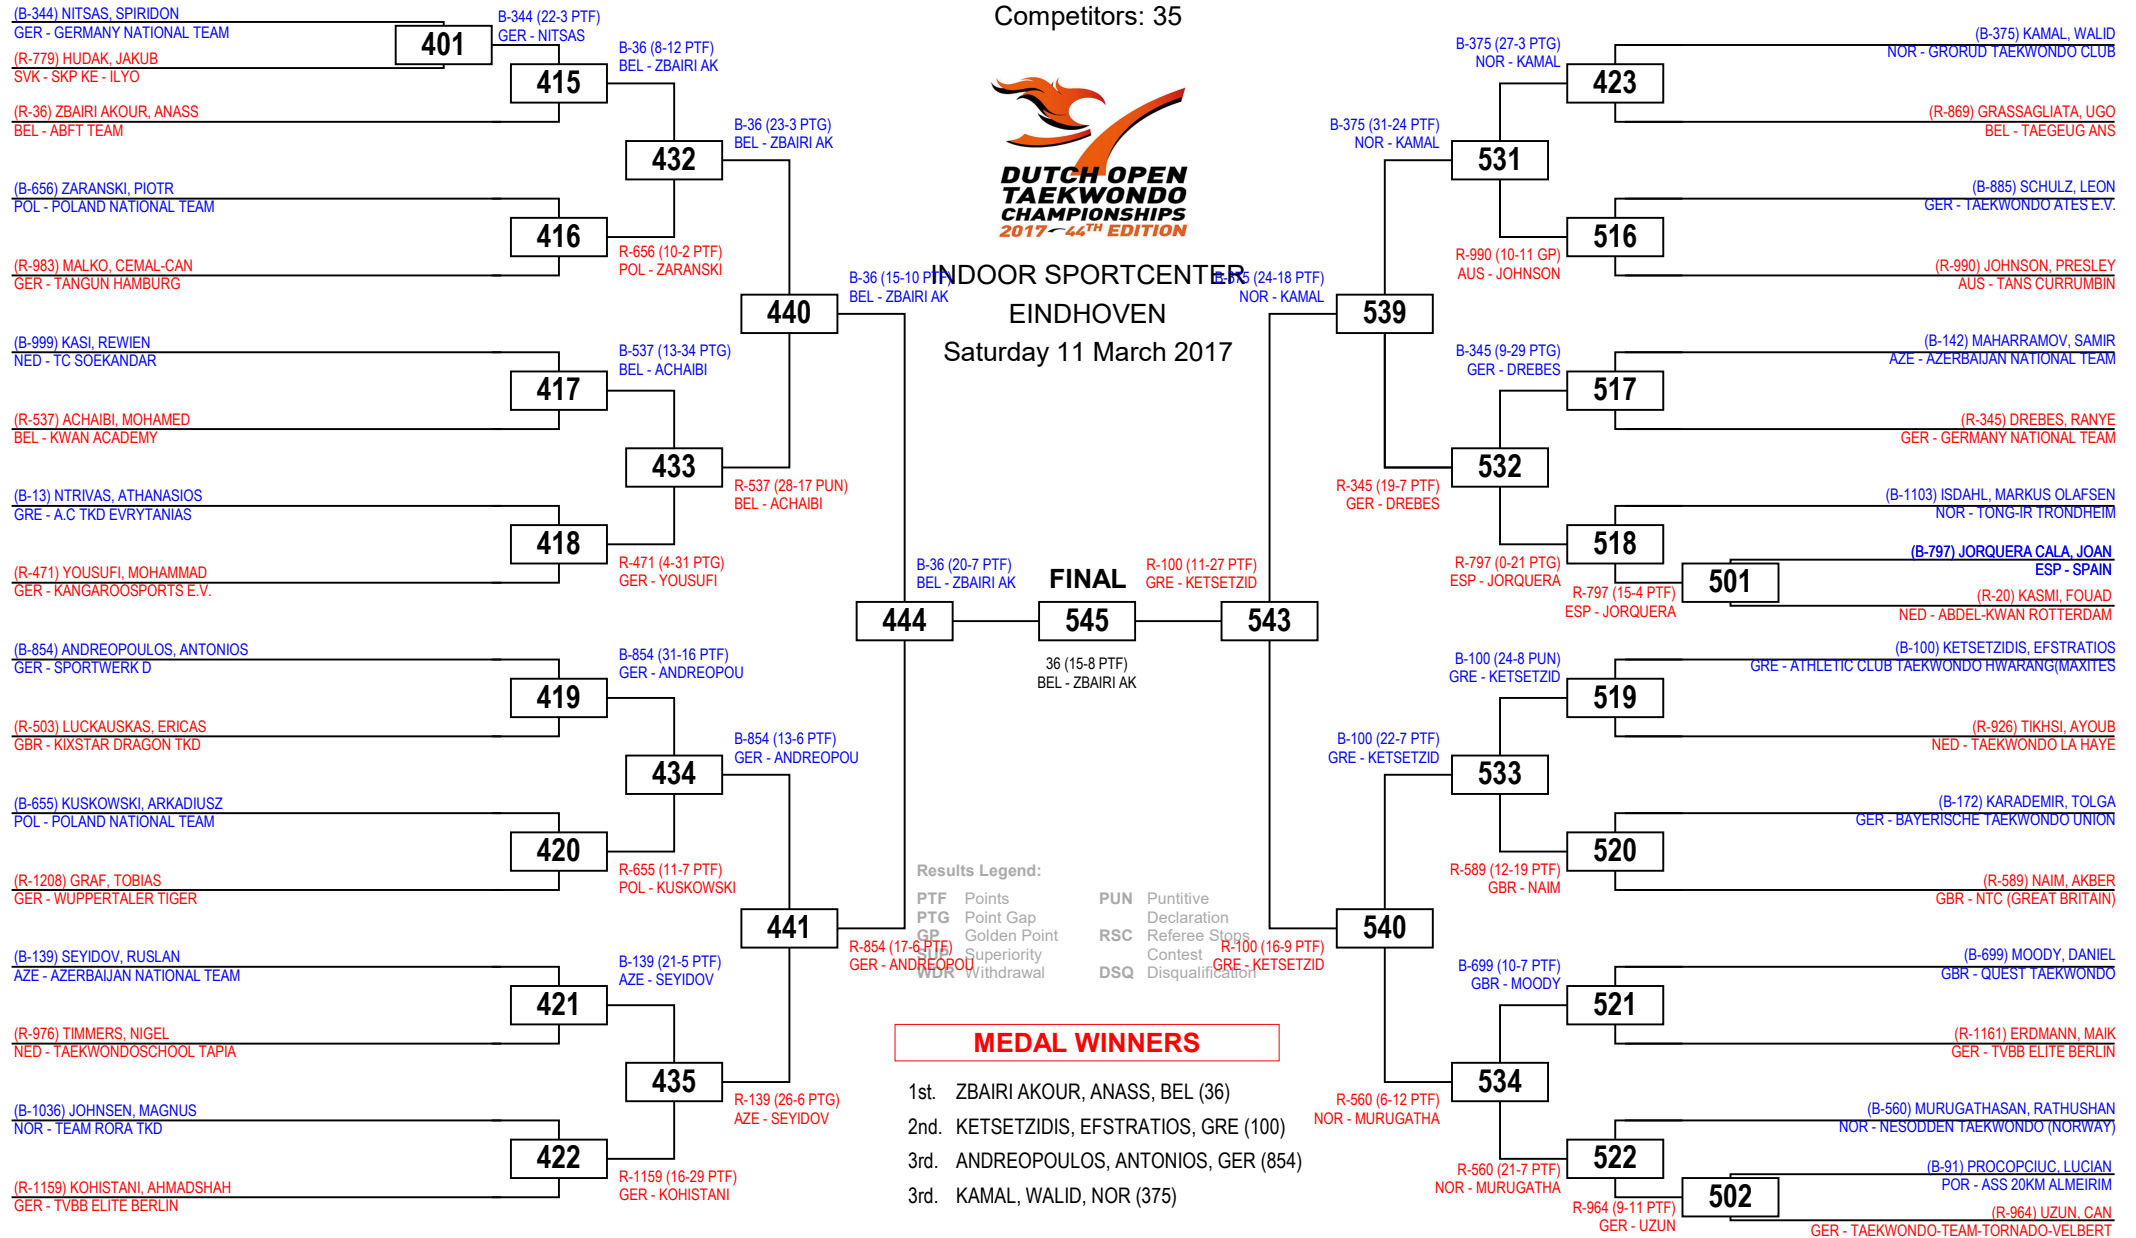 Competitors: 35
DUTCH OPEN
TAEKWONDO
CHAMPIONSHIPS
2017 44TH EDITION
INDOOR SPORTCENTER
EINDHOVEN
Saturday 11 March 2017
(B-344) NITSAS, SPIRIDON
GER - GERMANY NATIONAL TEAM
(R-779) HUDAK, JAKUB
SVK - SKP KE - ILYO
(R-36) ZBAIRI AKOUR, ANASS
BEL - ABFT TEAM
(B-656) ZARANSKI, PIOTR
POL - POLAND NATIONAL TEAM
(R-983) MALKO, CEMAL-CAN
GER - TANGUN HAMBURG
(B-999) KASI, REWIEN
NED - TC SOEKANDAR
(R-537) ACHAIBI, MOHAMED
BEL - KWAN ACADEMY
(B-13) NTRIVAS, ATHANASIOS
GRE - A.C TKD EVRYTANIAS
(R-471) YOUSUFI, MOHAMMAD
GER - KANGAROOSPORTS E.V.
(B-854) ANDREOPOULOS, ANTONIOS
GER - SPORTWERK D
(R-503) LUCKAUSKAS, ERICAS
GBR - KIXSTAR DRAGON TKD
(B-655) KUSKOWSKI, ARKADIUSZ
POL - POLAND NATIONAL TEAM
(R-1208) GRAF, TOBIAS
GER - WUPPERTALER TIGER
(B-139) SEYIDOV, RUSLAN
AZE - AZERBAIJAN NATIONAL TEAM
(R-976) TIMMERS, NIGEL
NED - TAEKWONDOSCHOOL TAPIA
(B-1036) JOHNSEN, MAGNUS
NOR - TEAM RORA TKD
(R-1159) KOHISTANI, AHMADSHAH
GER - TVBB ELITE BERLIN
401
B-344 (22-3 PTF)
GER - NITSAS
415
B-36 (8-12 PTF)
BEL - ZBAIRI AK
416
R-656 (10-2 PTF)
POL - ZARANSKI
417
B-537 (13-34 PTG)
BEL - ACHAIBI
418
R-471 (4-31 PTG)
GER - YOUSUFI
419
B-854 (31-16 PTF)
GER - ANDREOPOU
420
R-655 (11-7 PTF)
POL - KUSKOWSKI
421
B-139 (21-5 PTF)
AZE - SEYIDOV
422
R-1159 (16-29 PTF)
GER - KOHISTANI
432
B-36 (23-3 PTG)
BEL - ZBAIRI AK
433
R-537 (28-17 PUN)
BEL - ACHAIBI
434
B-854 (13-6 PTF)
GER - ANDREOPOU
435
R-139 (26-6 PTG)
AZE - SEYIDOV
440
B-36 (15-10 PTF)
BEL - ZBAIRI AK
441
R-854 (17-6 PTF)
GER - ANDREOPOU
444
B-36 (20-7 PTF)
BEL - ZBAIRI AK
FINAL
545
36 (15-8 PTF)
BEL - ZBAIRI AK
R-100 (11-27 PTF)
GRE - KETSETZID
543
B-375 (24-18 PTF)
NOR - KAMAL
539
R-100 (16-9 PTF)
GRE - KETSETZID
540
B-375 (31-24 PTF)
NOR - KAMAL
531
R-345 (19-7 PTF)
GER - DREBES
532
B-100 (22-7 PTF)
GRE - KETSETZID
533
R-560 (6-12 PTF)
NOR - MURUGATHA
534
B-375 (27-3 PTG)
NOR - KAMAL
423
R-990 (10-11 GP)
AUS - JOHNSON
516
B-345 (9-29 PTG)
GER - DREBES
517
R-797 (0-21 PTG)
ESP - JORQUERA
518
R-797 (15-4 PTF)
ESP - JORQUERA
501
B-100 (24-8 PUN)
GRE - KETSETZID
519
R-589 (12-19 PTF)
GBR - NAIM
520
B-699 (10-7 PTF)
GBR - MOODY
521
R-560 (21-7 PTF)
NOR - MURUGATHA
522
R-964 (9-11 PTF)
GER - UZUN
502
(B-375) KAMAL, WALID
NOR - GRORUD TAEKWONDO CLUB
(R-869) GRASSAGLIATA, UGO
BEL - TAEGEUG ANS
(B-885) SCHULZ, LEON
GER - TAEKWONDO ATES E.V.
(R-990) JOHNSON, PRESLEY
AUS - TANS CURRUMBIN
(B-142) MAHARRAMOV, SAMIR
AZE - AZERBAIJAN NATIONAL TEAM
(R-345) DREBES, RANYE
GER - GERMANY NATIONAL TEAM
(B-1103) ISDAHL, MARKUS OLAFSEN
NOR - TONG-IR TRONDHEIM
(B-797) JORQUERA CALA, JOAN
ESP - SPAIN
(R-20) KASMI, FOUAD
NED - ABDEL-KWAN ROTTERDAM
(B-100) KETSETZIDIS, EFSTRATIOS
GRE - ATHLETIC CLUB TAEKWONDO HWARANG(MAXITES
(R-926) TIKHSI, AYOUB
NED - TAEKWONDO LA HAYE
(B-172) KARADEMIR, TOLGA
GER - BAYERISCHE TAEKWONDO UNION
(R-589) NAIM, AKBER
GBR - NTC (GREAT BRITAIN)
(B-699) MOODY, DANIEL
GBR - QUEST TAEKWONDO
(R-1161) ERDMANN, MAIK
GER - TVBB ELITE BERLIN
(B-560) MURUGATHASAN, RATHUSHAN
NOR - NESODDEN TAEKWONDO (NORWAY)
(B-91) PROCOPCIUC, LUCIAN
POR - ASS 20KM ALMEIRIM
(R-964) UZUN, CAN
GER - TAEKWONDO-TEAM-TORNADO-VELBERT
Results Legend:
PTF Points
PTG Point Gap
GP Golden Point
SUP Superiority
WDR Withdrawal
PUN Puntitive
Declaration
RSC Referee Stops
Contest
DSQ Disqualification
MEDAL WINNERS
1st. ZBAIRI AKOUR, ANASS, BEL (36)
2nd. KETSETZIDIS, EFSTRATIOS, GRE (100)
3rd. ANDREOPOULOS, ANTONIOS, GER (854)
3rd. KAMAL, WALID, NOR (375)